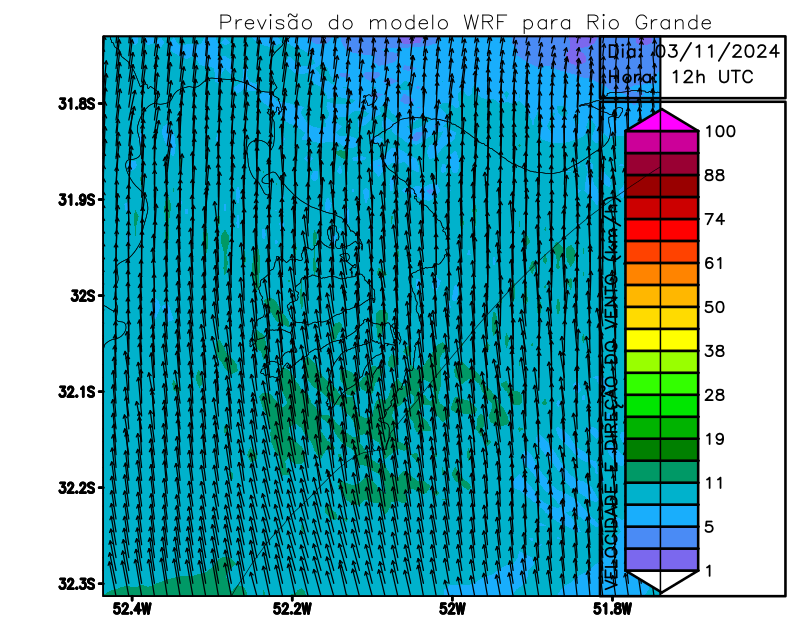 Previsão do modelo WRF para Rio Grande
Dia: 03/11/2024
Hora: 12h UTC
31.8S
31.9S
32S
32.1S
32.2S
32.3S
52.4W
52.2W
52W
51.8W
VELOCIDADE E DIREÇÃO DO VENTO (km/h)
100
88
74
61
50
38
28
19
11
5
1